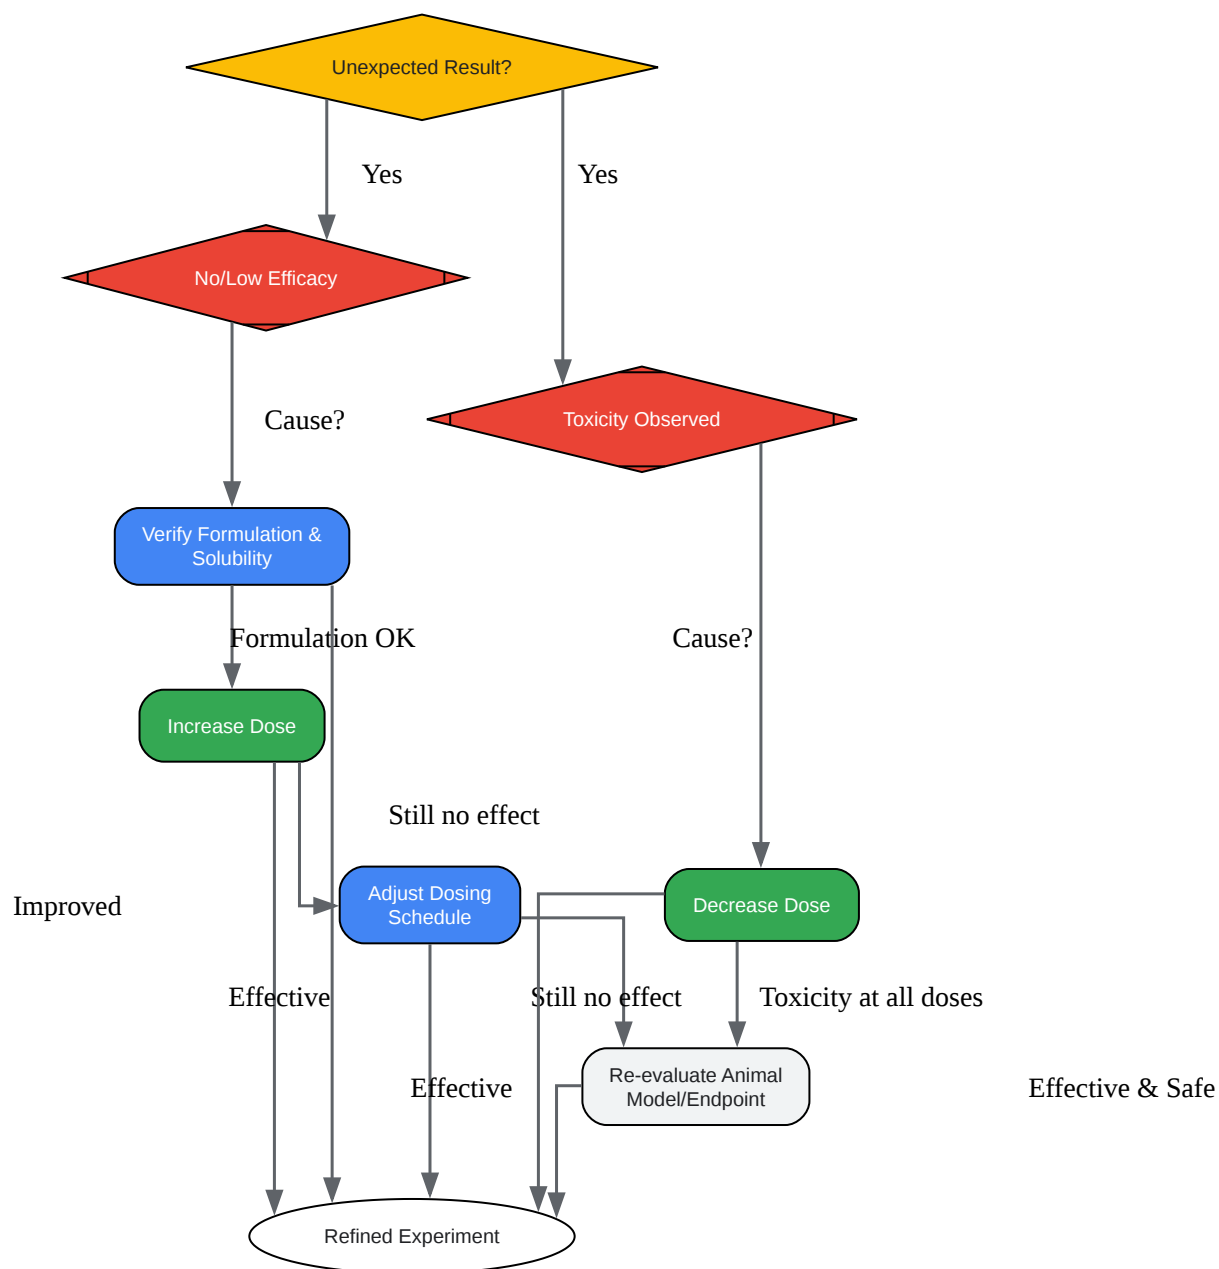 Unexpected Result?
Yes
Yes
No/Low Efficacy
Toxicity Observed
Cause?
Verify Formulation &
Solubility
Formulation OK
Cause?
Increase Dose
Still no effect
Improved
Adjust Dosing
Schedule
Decrease Dose
Effective
Still no effect
Toxicity at all doses
Re-evaluate Animal
Model/Endpoint
Effective
Effective & Safe
Refined Experiment